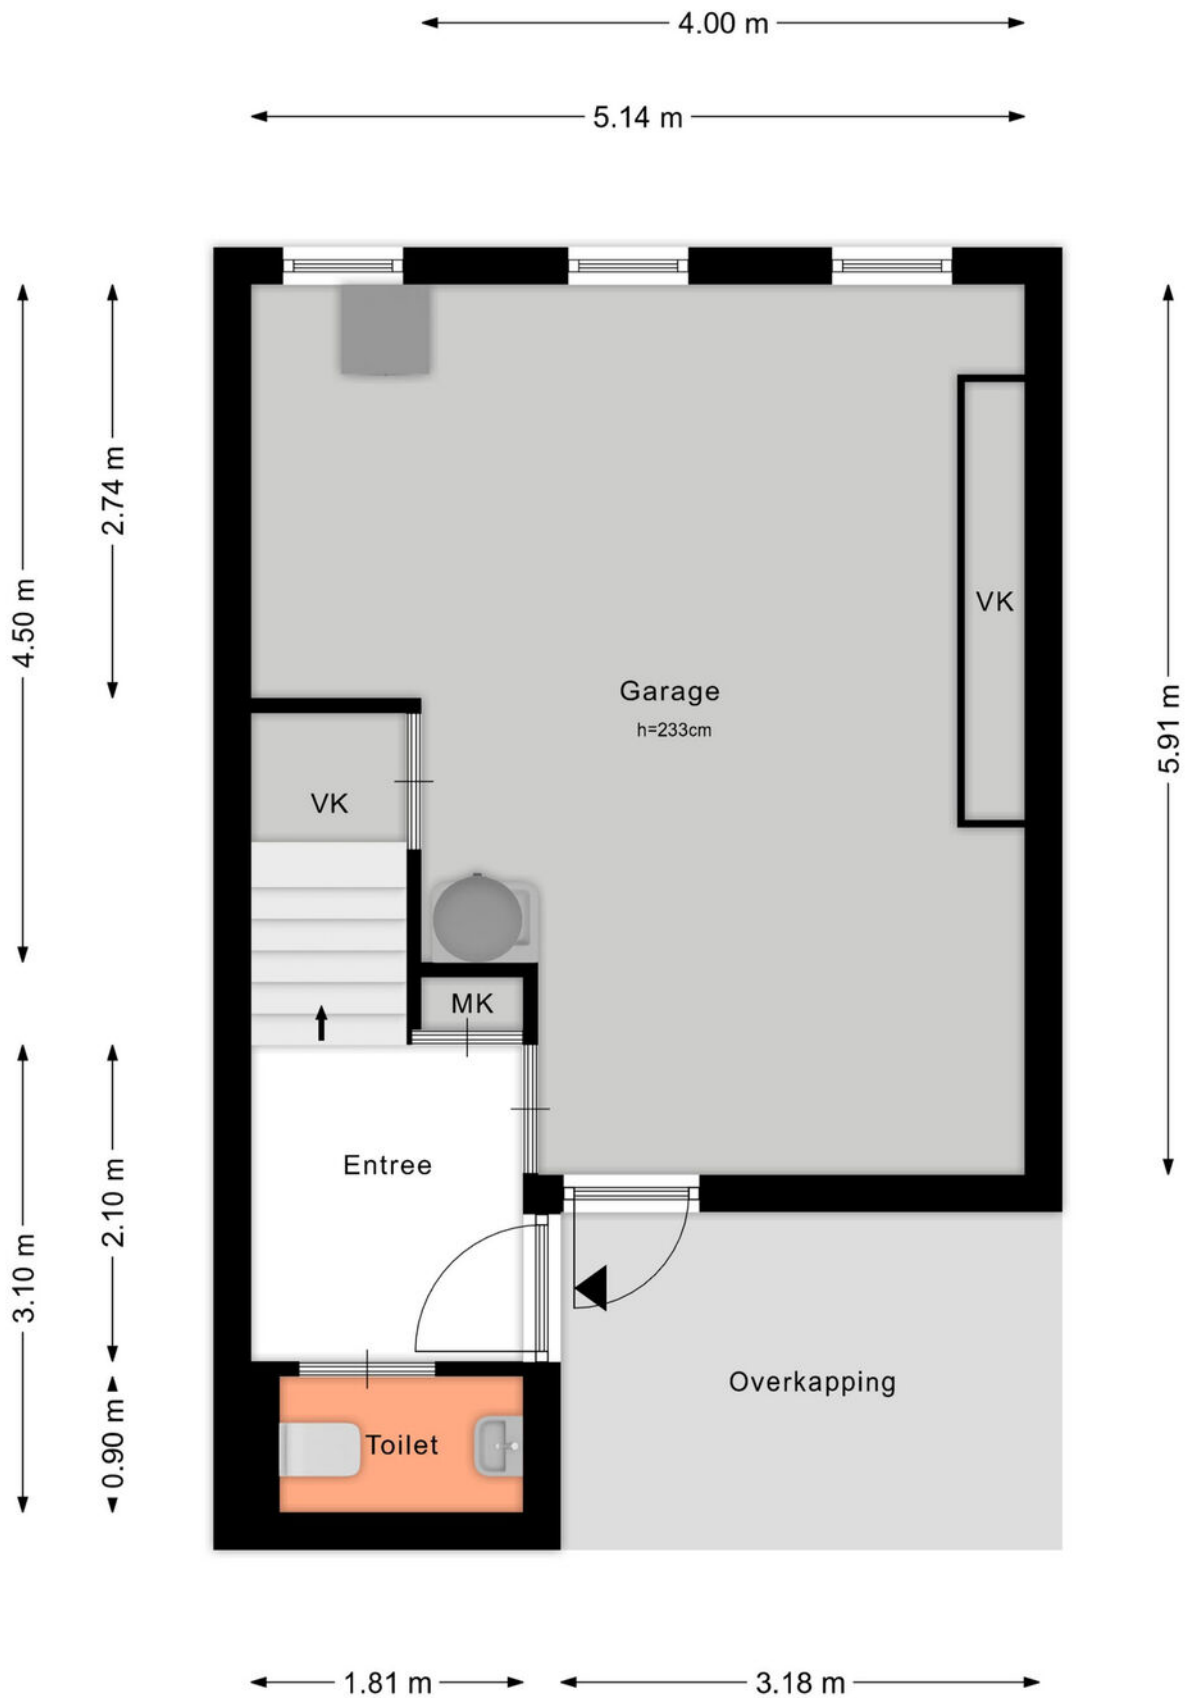 4.00 m
5.14 m
2.74 m
4.50 m
VK
Garage
h=233cm
5.91 m
VK
MK
Entree
2.10 m
3.10 m
Overkapping
Toilet
0.90 m
1.81 m
3.18 m